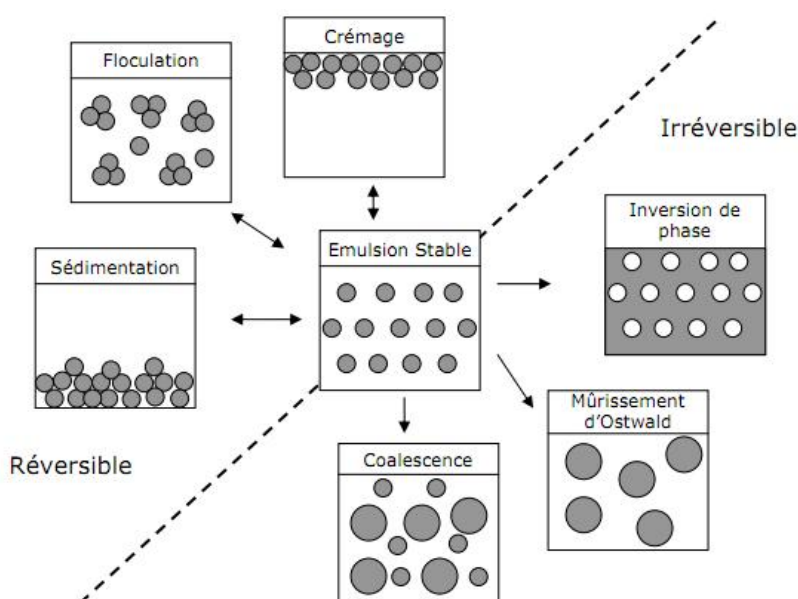 Crémage
Floculation
Irréversible
Inversion de
phase
Emulsion Stable
Sédimentation
Mûrissement
d'Ostwald
Coalescence
Réversible